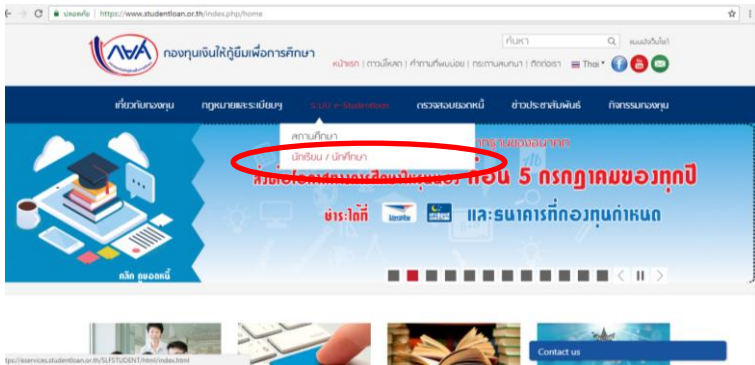 ปลอดภัย | https://www.studentloan.or.th/index.php/home
กยศ
กองทุนเงินให้กู้ยืมเพื่อการศึกษา
ค้นหา
แผนผังเว็บไซต์
หน้าแรก | ดาวน์โหลด | คำถามที่พบบ่อย | กระดานสนทนา | ติดต่อเรา Thai
เกี่ยวกับกองทุน กฎหมายและระเบียบฯ ระบบ e-Studentloan ตรวจสอบยอดหนี้ ข่าวประชาสัมพันธ์ กิจกรรมกองทุน
สถานศึกษา
นักเรียน / นักศึกษา
ก่อน 5 กรกฎาคมของทุกปี
ชำระได้ที่ และธนาคารที่กองทุนกำหนด
คลิก ดูยอดหนี้
Contact us
tps://eservices.studentloan.or.th/SLFSTUDENT/html/index.html